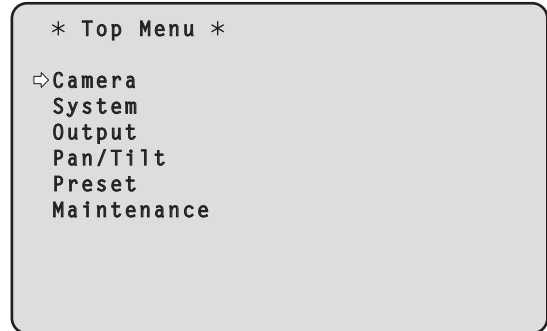 * Top Menu *
⇨Camera
System
Output
Pan/Tilt
Preset
Maintenance